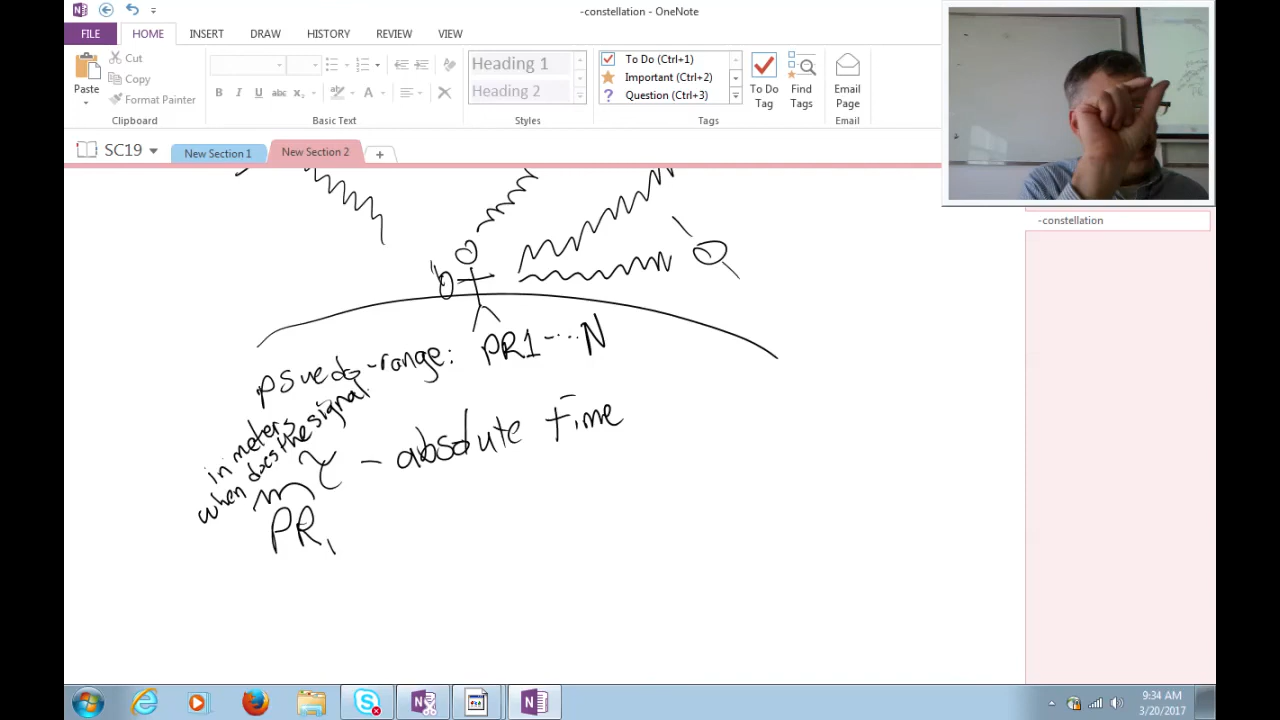 -constellation - OneNote
FILE HOME INSERT DRAW HISTORY REVIEW VIEW
Paste
Cut
Copy
Format Painter
Clipboard
B I U abc x A
Basic Text
Heading 1
Heading 2
Styles
To Do (Ctrl+1)
Important (Ctrl+2)
Question (Ctrl+3)
Tags
To Do Tag
Find Tags
Email Page
Email
SC19 New Section 1 New Section 2 +
-constellation
psuedo-range: PR1-...N
in meters
when does the signal
- absolute time
PR1
9:34 AM
3/20/2017